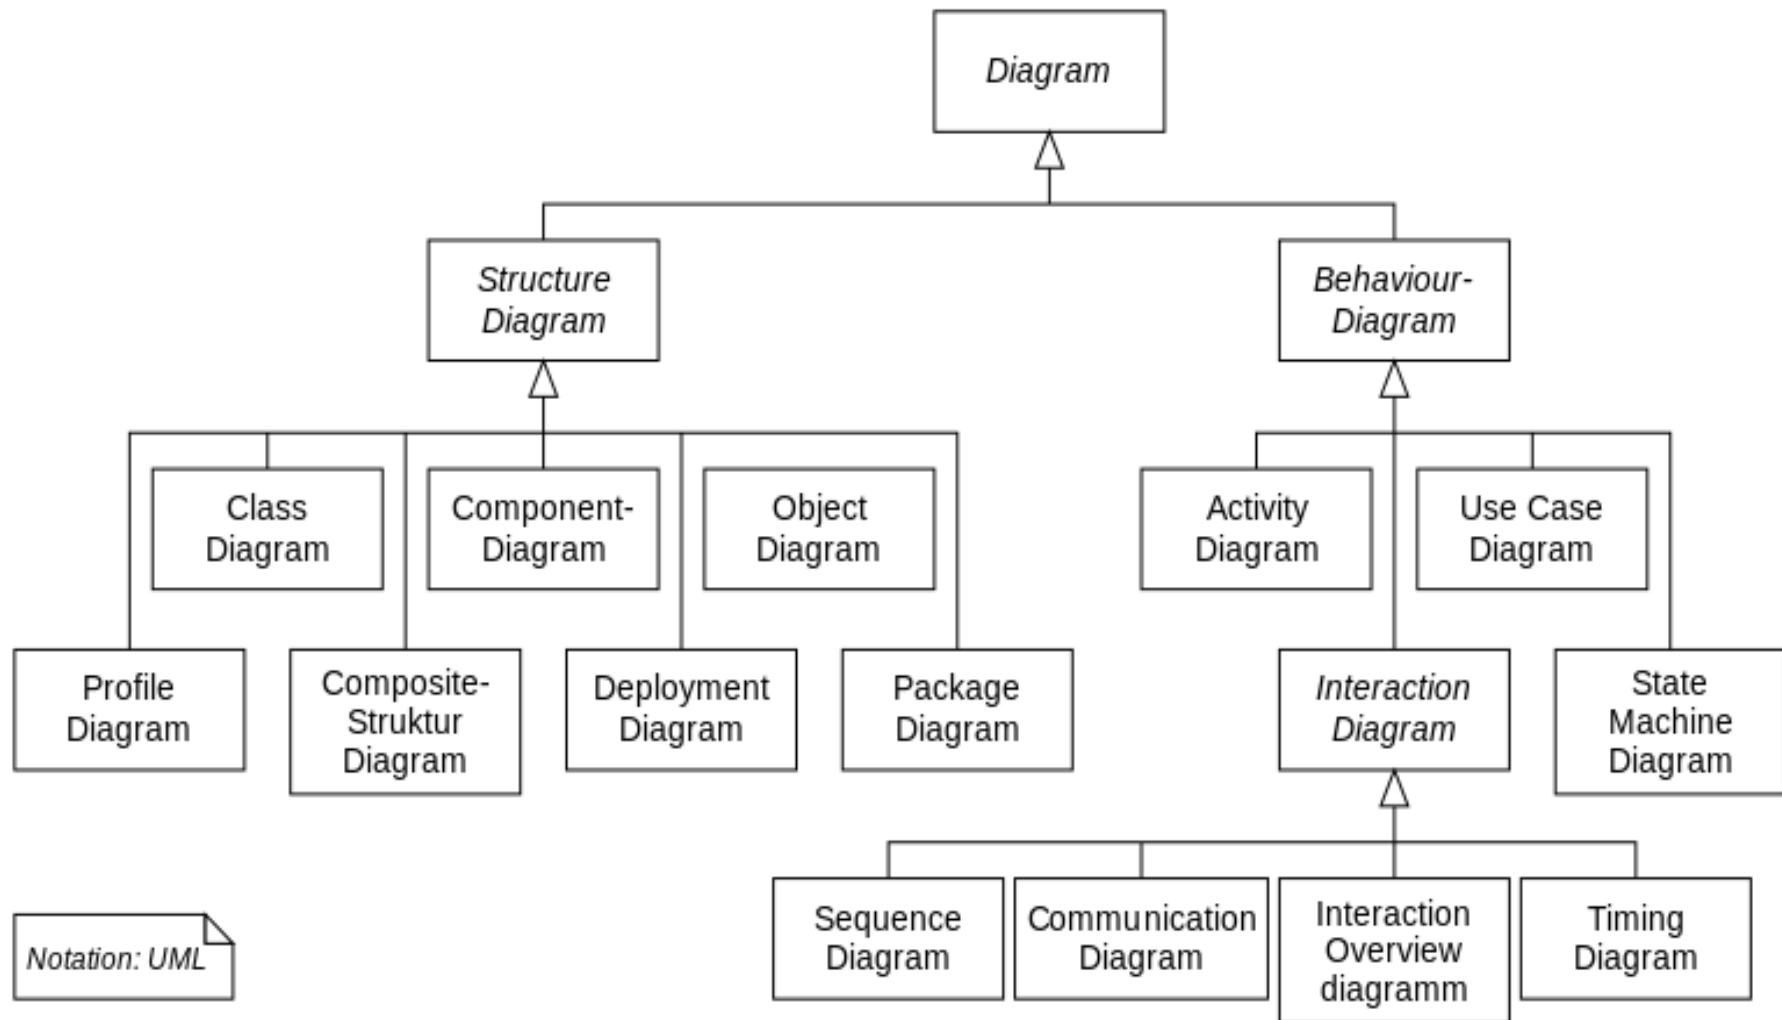 Diagram
Structure
Diagram
Behaviour-
Diagram
Class
Diagram
Component-
Diagram
Object
Diagram
Activity
Diagram
Use Case
Diagram
Profile
Diagram
Composite-
Struktur
Diagram
Deployment
Diagram
Package
Diagram
Interaction
Diagram
State
Machine
Diagram
Sequence
Diagram
Communication
Diagram
Interaction
Overview
diagramm
Timing
Diagram
Notation: UML